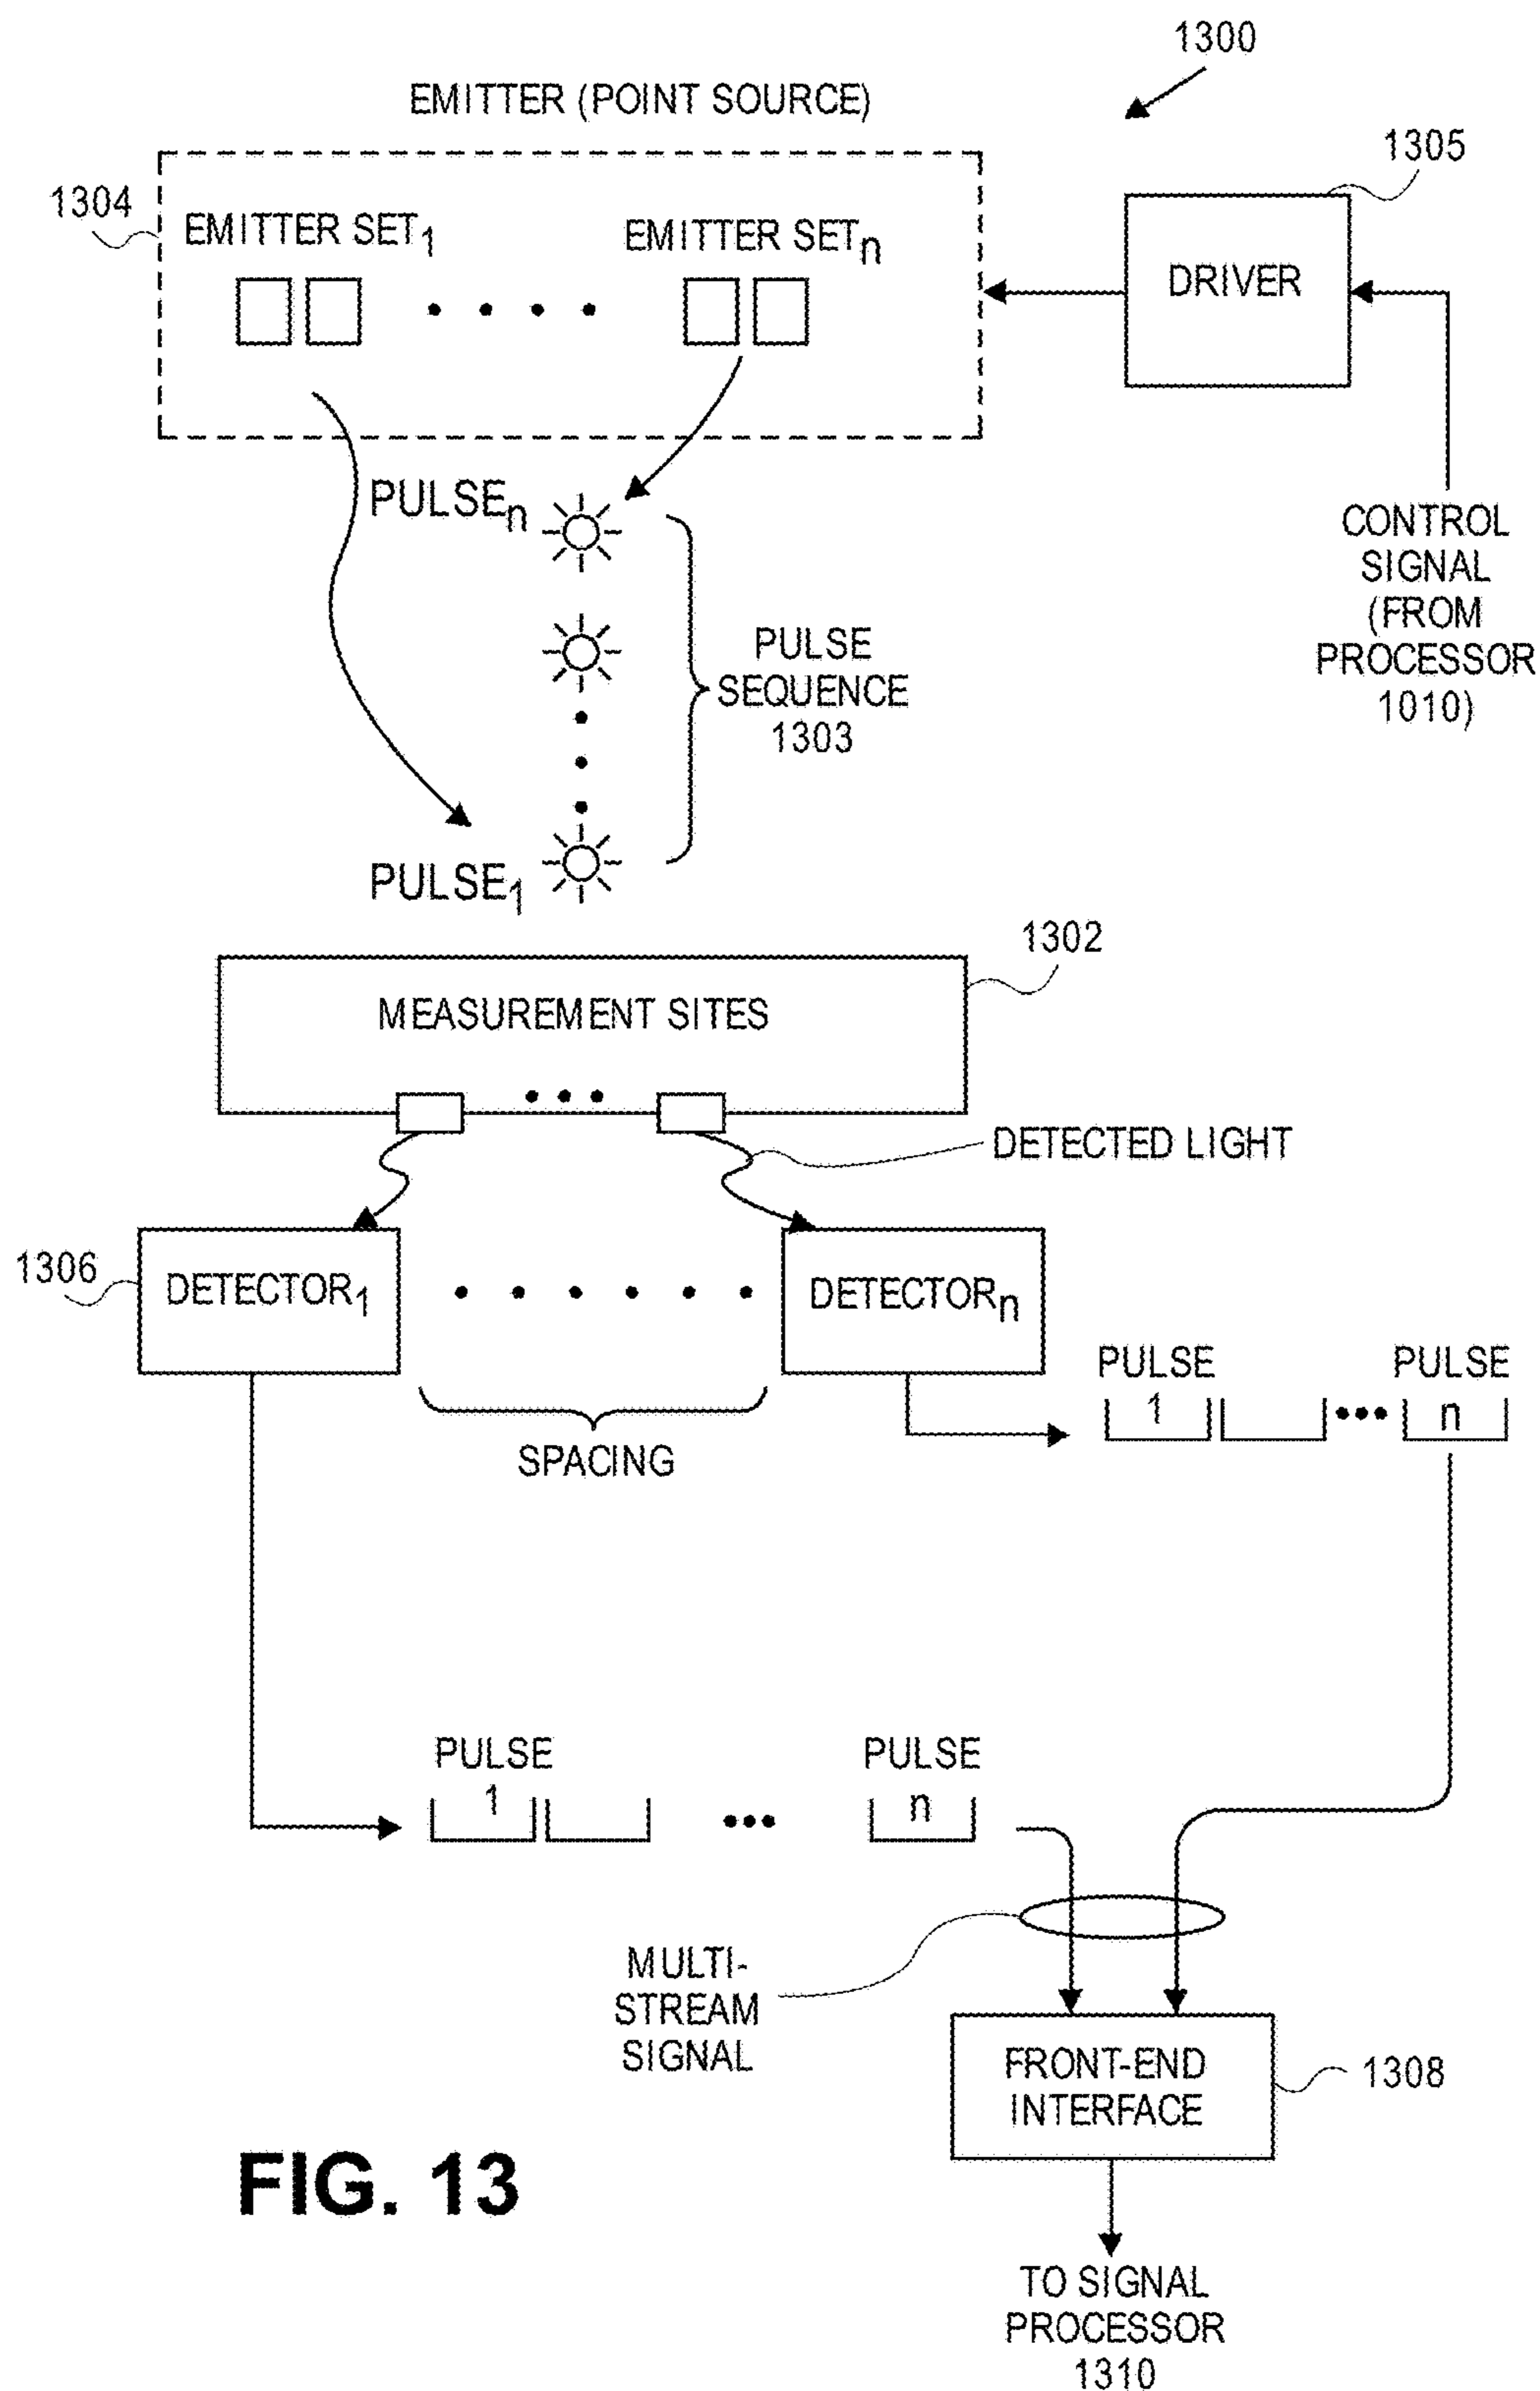 1300
EMITTER (POINT SOURCE)
1305
1304
EMITTER SET1
EMITTER SETn
DRIVER
PULSEn
CONTROL
SIGNAL
(FROM
PROCESSOR
1010)
PULSE
SEQUENCE
1303
PULSE1
1302
MEASUREMENT SITES
DETECTED LIGHT
1306
DETECTOR1
DETECTORn
PULSE
1
PULSE
n
SPACING
PULSE
1
PULSE
n
MULTI-
STREAM
SIGNAL
FRONT-END
INTERFACE
1308
FIG. 13
TO SIGNAL
PROCESSOR
1310